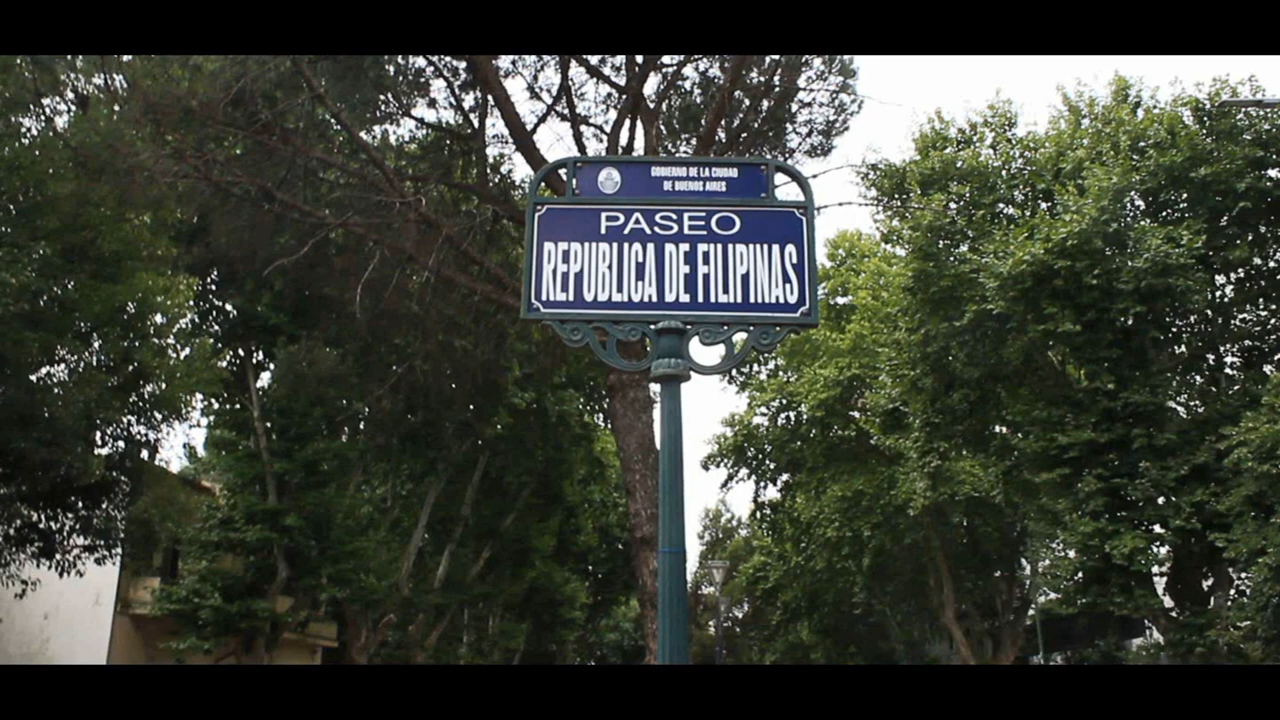 GOBIERNO DE LA CIUDAD
DE BUENOS AIRES
PASEO
REPUBLICA DE FILIPINAS